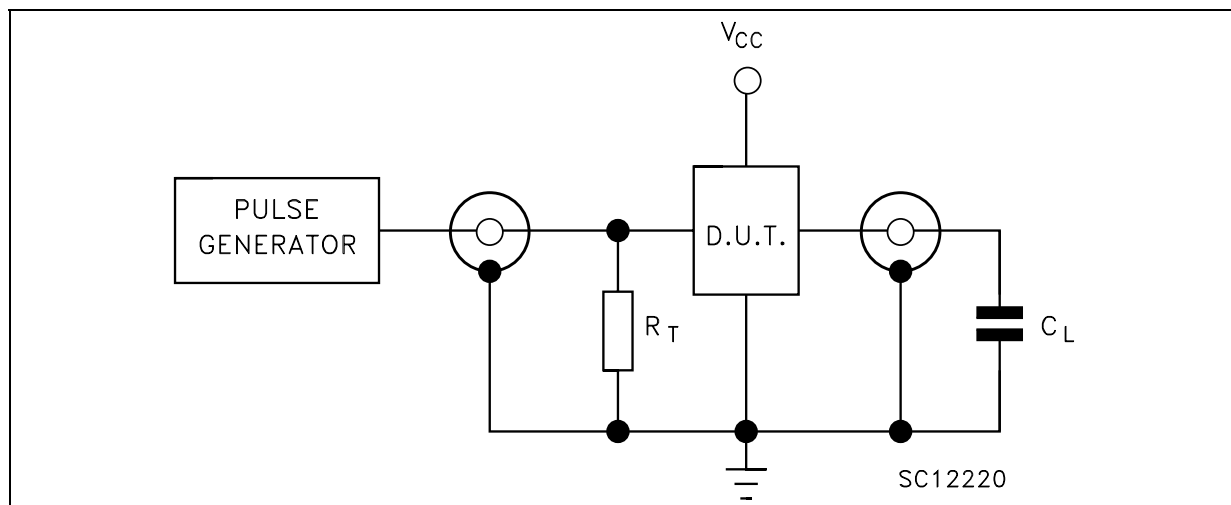 VCC
PULSE
GENERATOR
D.U.T.
RT
CL
SC12220